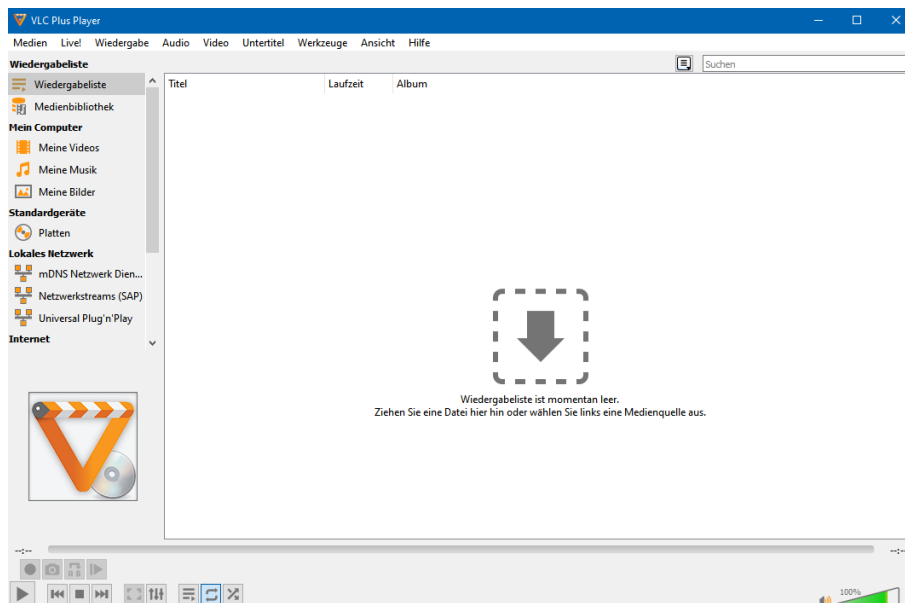 VLC Plus Player
Medien Live! Wiedergabe Audio Video Untertitel Werkzeuge Ansicht Hilfe
Wiedergabeliste
Suchen
Wiedergabeliste
Titel Laufzeit Album
Medienbibliothek
Mein Computer
Meine Videos
Meine Musik
Meine Bilder
Standardgeräte
Platten
Lokales Netzwerk
mDNS Netzwerk Dien...
Netzwerkstreams (SAP)
Universal Plug'n'Play
Internet
Wiedergabeliste ist momentan leer.
Ziehen Sie eine Datei hier hin oder wählen Sie links eine Medienquelle aus.
--:-- --:-
100%